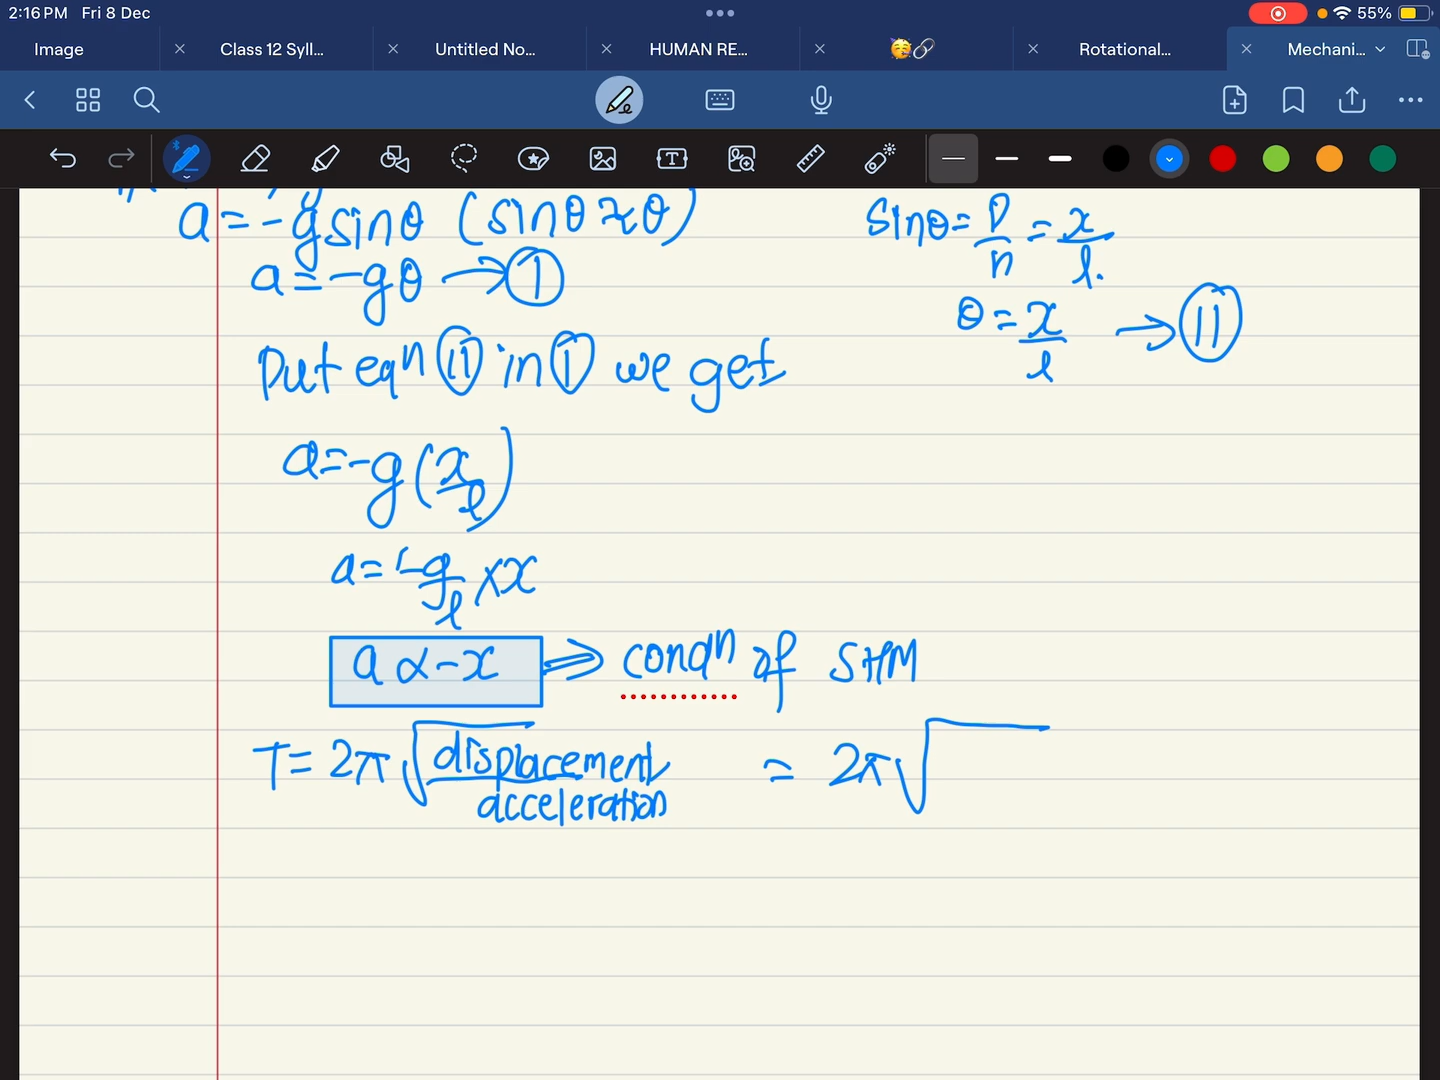 2:16 PM Fri 8 Dec 55%
Image Class 12 Syll... Untitled No... HUMAN RE... 🥳🔗 Rotational... Mechani...
a = -g sinθ (sinθ ≈ θ)
sinθ = p/h = x/l.
a = -gθ → ①
θ = x/l → ⑪
Put eqn ⑪ in ① we get
a = -g(x/l)
a = -g/l × x
a ∝ -x ⇒ condn of SHM
T = 2π √displacement/acceleration = 2π √